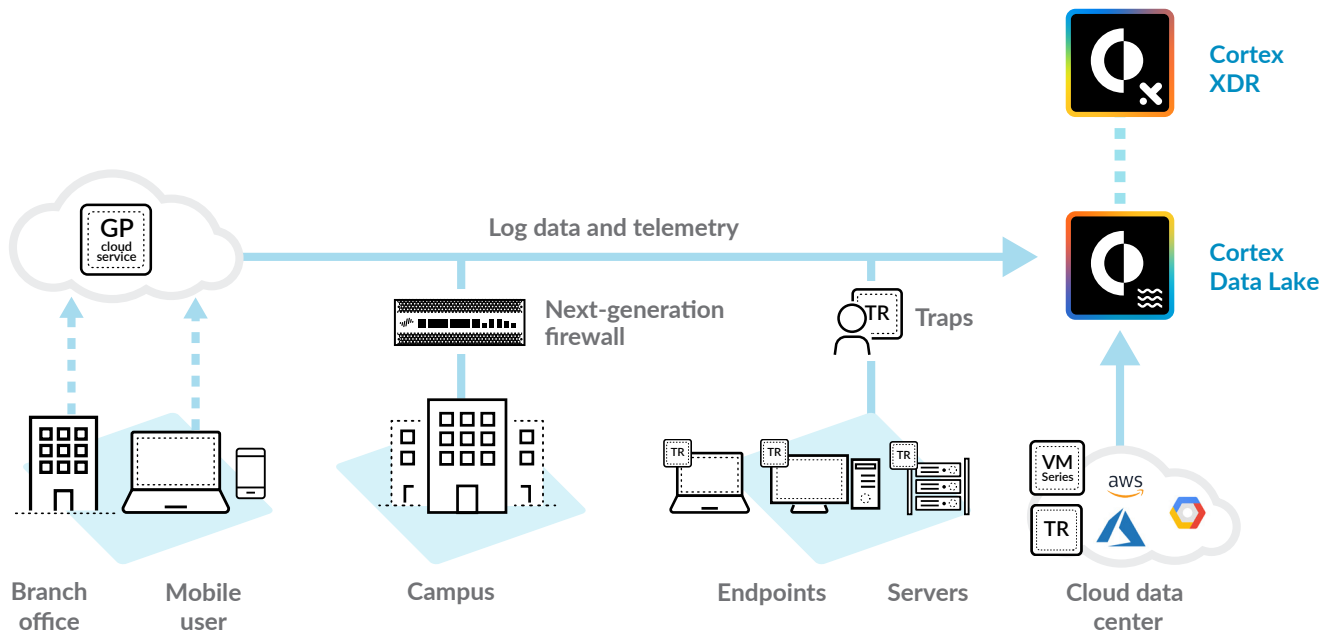 Cortex
XDR
GP
cloud
service
Log data and telemetry
Cortex
Data Lake
Next-generation
firewall
TR
Traps
TR
TR
TR
VM
Series
aws
TR
Branch
office
Mobile
user
Campus
Endpoints
Servers
Cloud data
center